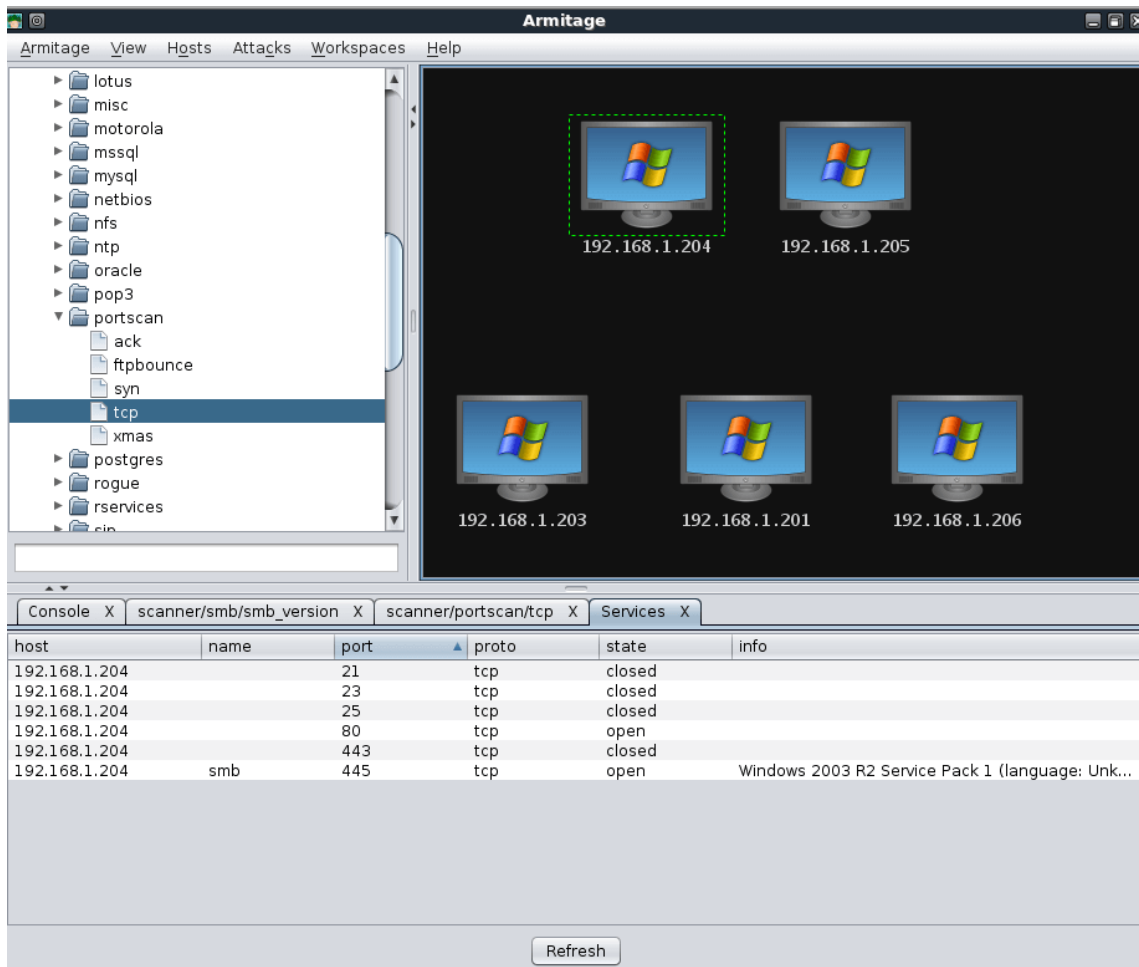 Armitage
Armitage View Hosts Attacks Workspaces Help
lotus
misc
motorola
mssql
mysql
netbios
nfs
ntp
oracle
pop3
portscan
ack
ftpbounce
syn
tcp
xmas
postgres
rogue
rservices
sip
192.168.1.204 192.168.1.205
192.168.1.203 192.168.1.201 192.168.1.206
Console X scanner/smb/smb_version X scanner/portscan/tcp X Services X
host name port proto state info
192.168.1.204 21 tcp closed
192.168.1.204 23 tcp closed
192.168.1.204 25 tcp closed
192.168.1.204 80 tcp open
192.168.1.204 443 tcp closed
192.168.1.204 smb 445 tcp open Windows 2003 R2 Service Pack 1 (language: Unk...
Refresh